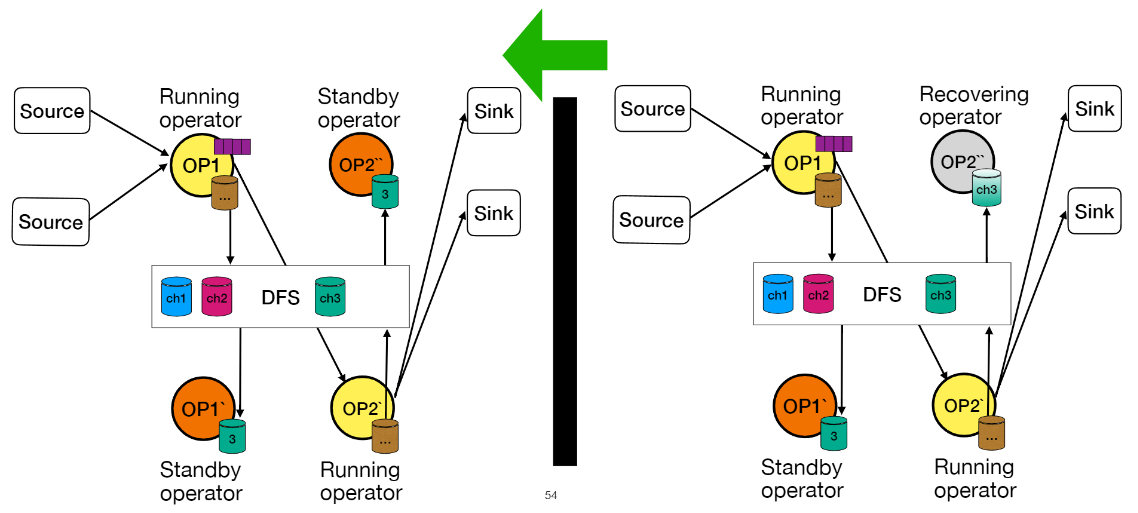 Source
Source
Running
operator
OP1
...
Standby
operator
OP2``
3
Sink
Sink
ch1
ch2
DFS
ch3
OP1`
3
Standby
operator
OP2`
...
Running
operator
54
Source
Source
Running
operator
OP1
...
Recovering
operator
OP2``
ch3
Sink
Sink
ch1
ch2
DFS
ch3
OP1`
3
Standby
operator
OP2`
...
Running
operator